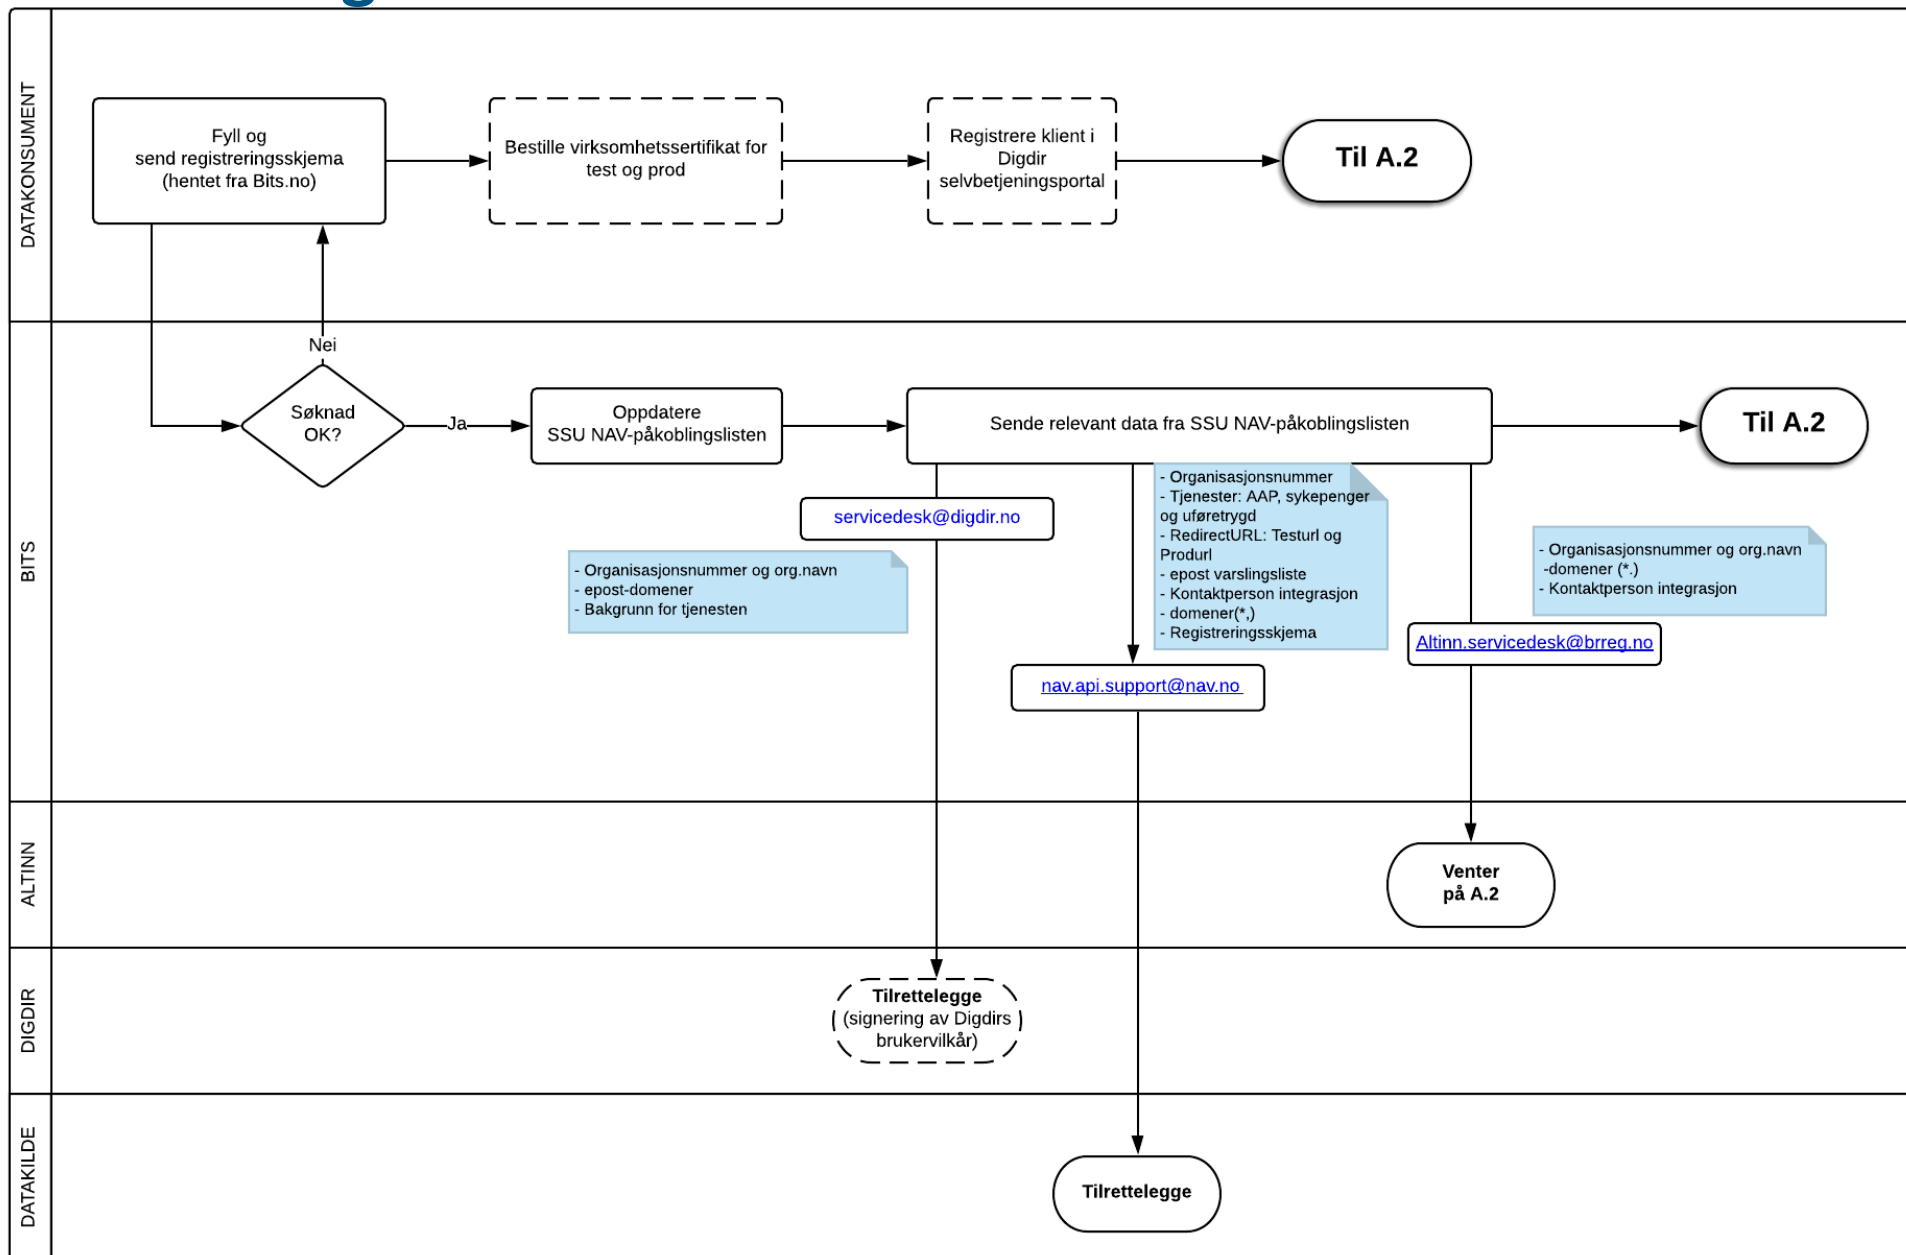 g
DATAKONSUMENT
Fyll og
send registreringsskjema
(hentet fra Bits.no)
Bestille virksomhetssertifikat for
test og prod
Registrere klient i
Digdir
selvbetjeningsportal
Til A.2
BITS
Nei
Søknad
OK?
Ja
Oppdatere
SSU NAV-påkoblingslisten
Sende relevant data fra SSU NAV-påkoblingslisten
Til A.2
servicedesk@digdir.no
- Organisasjonsnummer og org.navn
- epost-domener
- Bakgrunn for tjenesten
- Organisasjonsnummer
- Tjenester: AAP, sykepenger
og uføretrygd
- RedirectURL: Testurl og
Produrl
- epost varslingsliste
- Kontaktperson integrasjon
- domener(*,)
- Registreringsskjema
nav.api.support@nav.no
- Organisasjonsnummer og org.navn
-domener (*.)
- Kontaktperson integrasjon
Altinn.servicedesk@brreg.no
ALTINN
Venter
på A.2
DIGDIR
Tilrettelegge
(signering av Digdirs
brukervilkår)
DATAKILDE
Tilrettelegge